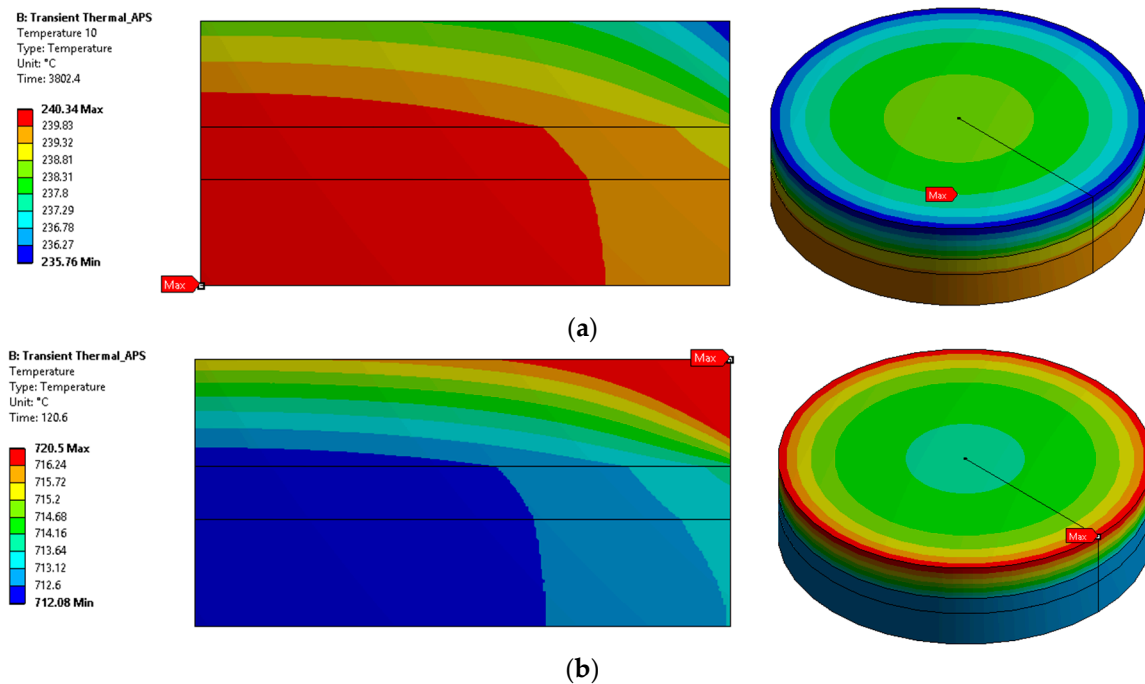 B: Transient Thermal_APS
Temperature 10
Type: Temperature
Unit: °C
Time: 3802.4
240.34 Max
239.83
239.32
238.81
238.31
237.8
237.29
236.78
236.27
235.76 Min
Max
Max
(a)
B: Transient Thermal_APS
Temperature
Type: Temperature
Unit: °C
Time: 120.6
720.5 Max
716.24
715.72
715.2
714.68
714.16
713.64
713.12
712.6
712.08 Min
Max
Max
(b)